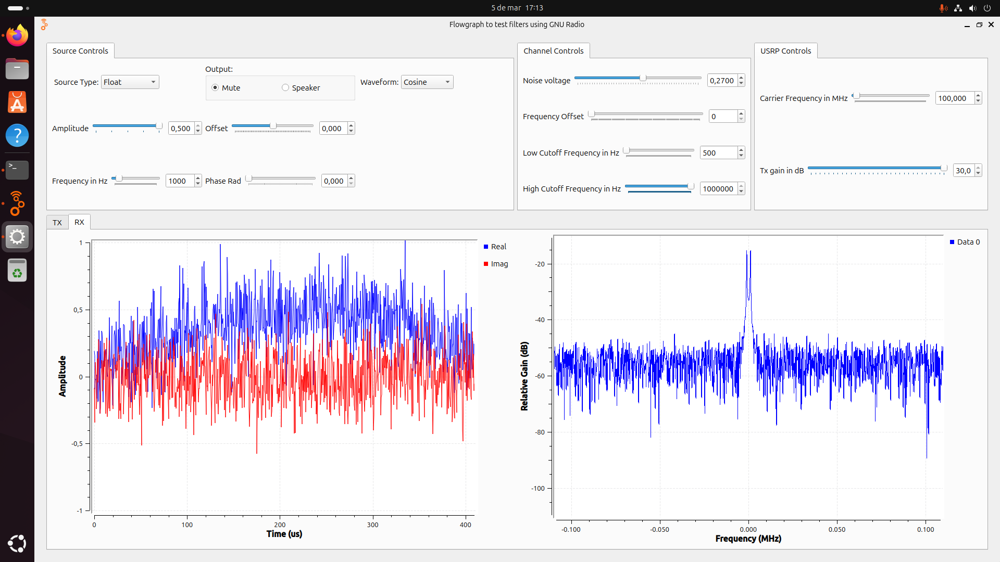 5 de mar 17:13
Flowgraph to test filters using GNU Radio
Source Controls
Source Type: Float
Output:
Mute
Speaker
Waveform: Cosine
Amplitude 0,500
Offset 0,000
Frequency in Hz 1000
Phase Rad 0,000
Channel Controls
Noise voltage 0,2700
Frequency Offset 0
Low Cutoff Frequency in Hz 500
High Cutoff Frequency in Hz 1000000
USRP Controls
Carrier Frequency in MHz 100,000
Tx gain in dB 30,0
TX
RX
1
0,5
0
-0,5
-1
Amplitude
0
100
200
300
400
Time (us)
Real
Imag
-20
-40
-60
-80
-100
Relative Gain (dB)
-0.100
-0.050
0.000
0.050
0.100
Frequency (MHz)
Data 0